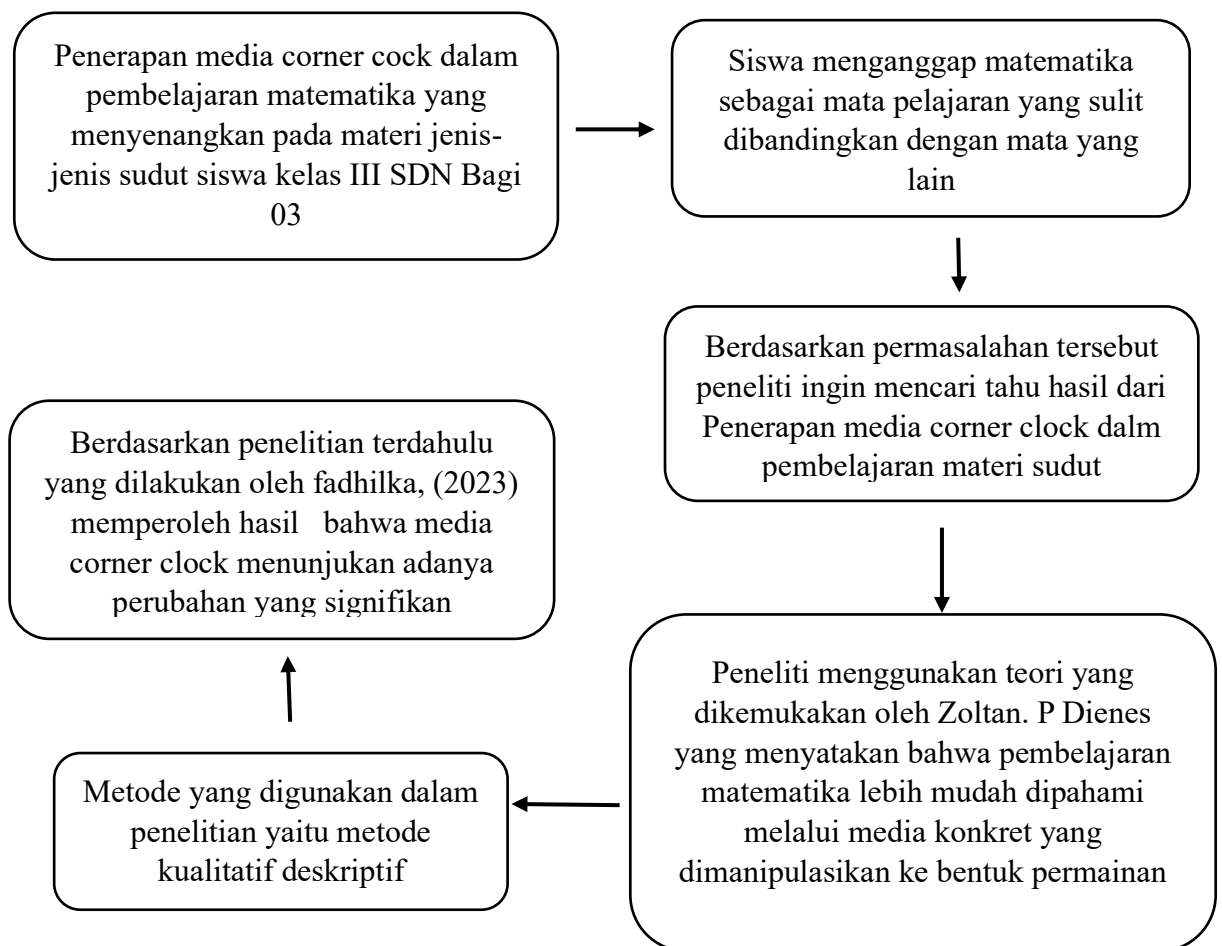 Penerapan media corner cock dalam
pembelajaran matematika yang
menyenangkan pada materi jenis-
jenis sudut siswa kelas III SDN Bagi
03
Siswa menganggap matematika
sebagai mata pelajaran yang sulit
dibandingkan dengan mata yang
lain
Berdasarkan permasalahan tersebut
peneliti ingin mencari tahu hasil dari
Penerapan media corner clock dalm
pembelajaran materi sudut
Peneliti menggunakan teori yang
dikemukakan oleh Zoltan. P Dienes
yang menyatakan bahwa pembelajaran
matematika lebih mudah dipahami
melalui media konkret yang
dimanipulasikan ke bentuk permainan
Metode yang digunakan dalam
penelitian yaitu metode
kualitatif deskriptif
Berdasarkan penelitian terdahulu
yang dilakukan oleh fadhilka, (2023)
memperoleh hasil bahwa media
corner clock menunjukan adanya
perubahan yang signifikan